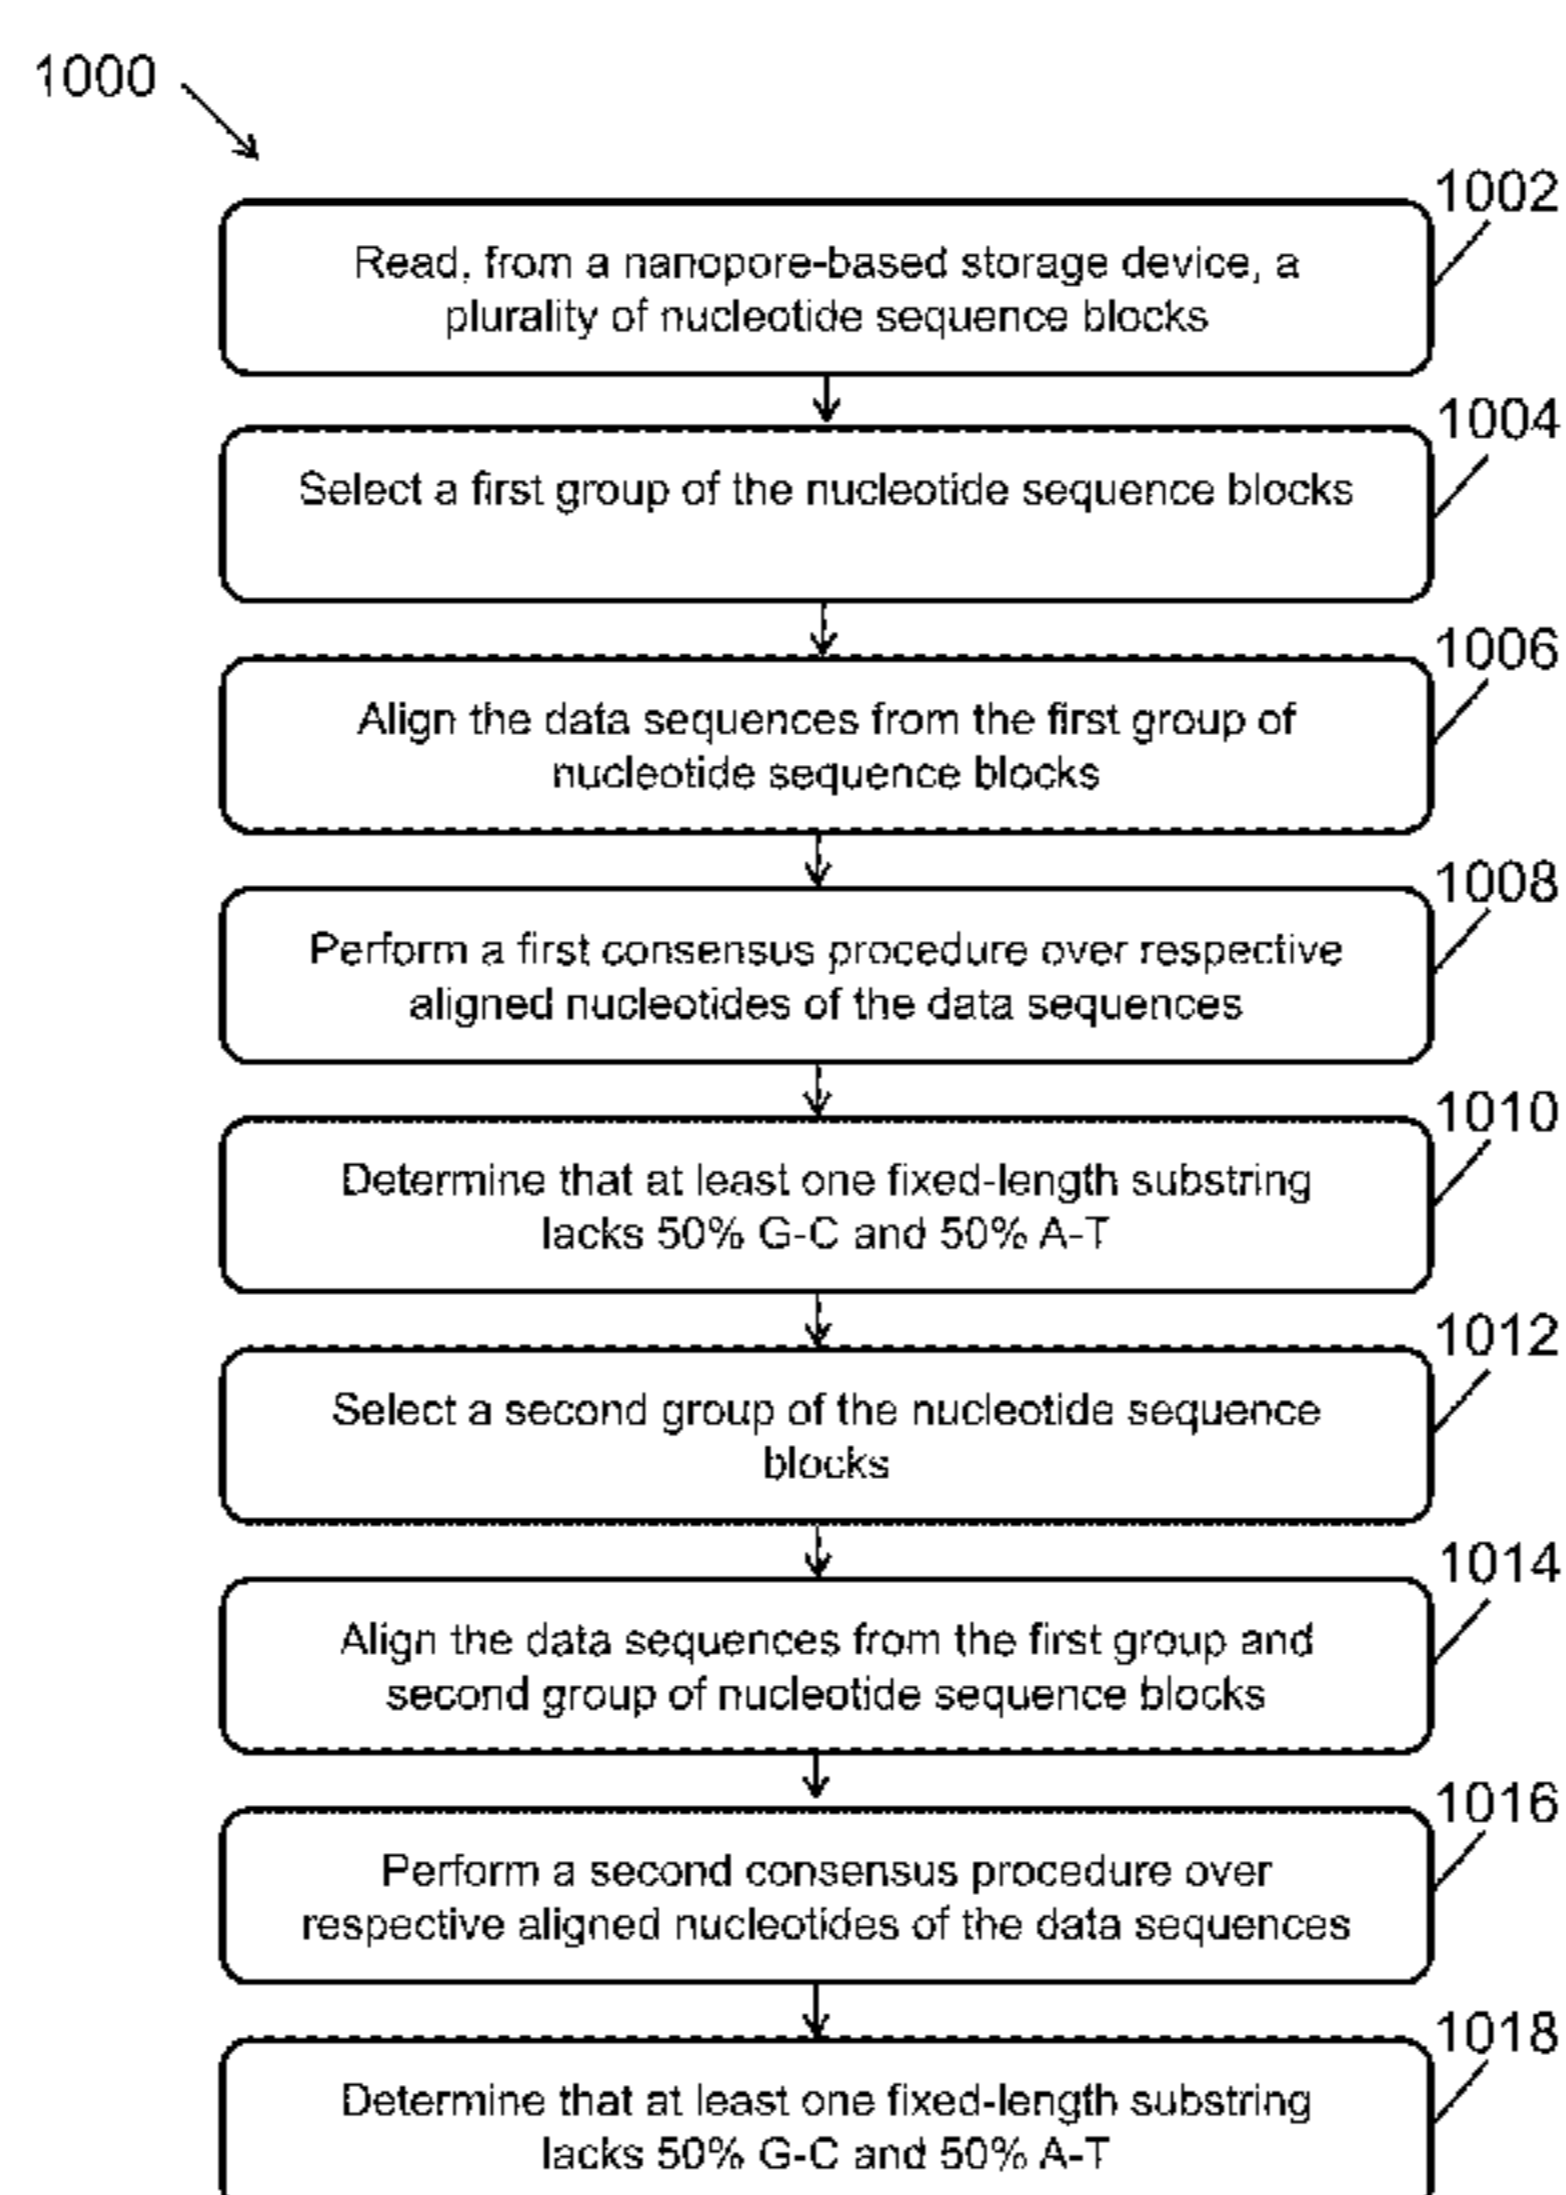 1000
1002
Read, from a nanopore-based storage device, a
plurality of nucleotide sequence blocks
1004
Select a first group of the nucleotide sequence blocks
1006
Align the data sequences from the first group of
nucleotide sequence blocks
1008
Perform a first consensus procedure over respective
aligned nucleotides of the data sequences
1010
Determine that at least one fixed-length substring
lacks 50% G-C and 50% A-T
1012
Select a second group of the nucleotide sequence
blocks
1014
Align the data sequences from the first group and
second group of nucleotide sequence blocks
1016
Perform a second consensus procedure over
respective aligned nucleotides of the data sequences
1018
Determine that at least one fixed-length substring
lacks 50% G-C and 50% A-T